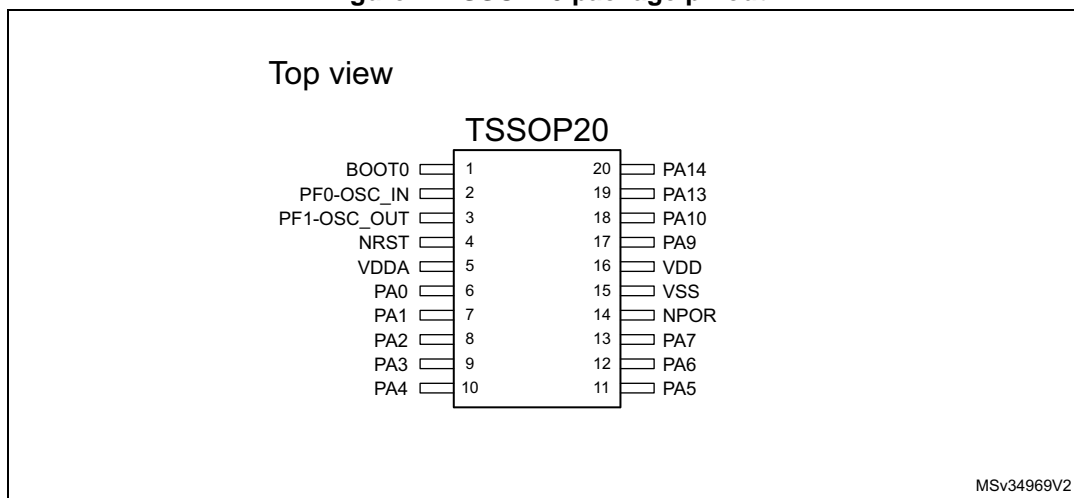 Top view
TSSOP20
BOOT0 1 20 PA14
PF0-OSC_IN 2 19 PA13
PF1-OSC_OUT 3 18 PA10
NRST 4 17 PA9
VDDA 5 16 VDD
PA0 6 15 VSS
PA1 7 14 NPOR
PA2 8 13 PA7
PA3 9 12 PA6
PA4 10 11 PA5
MSv34969V2